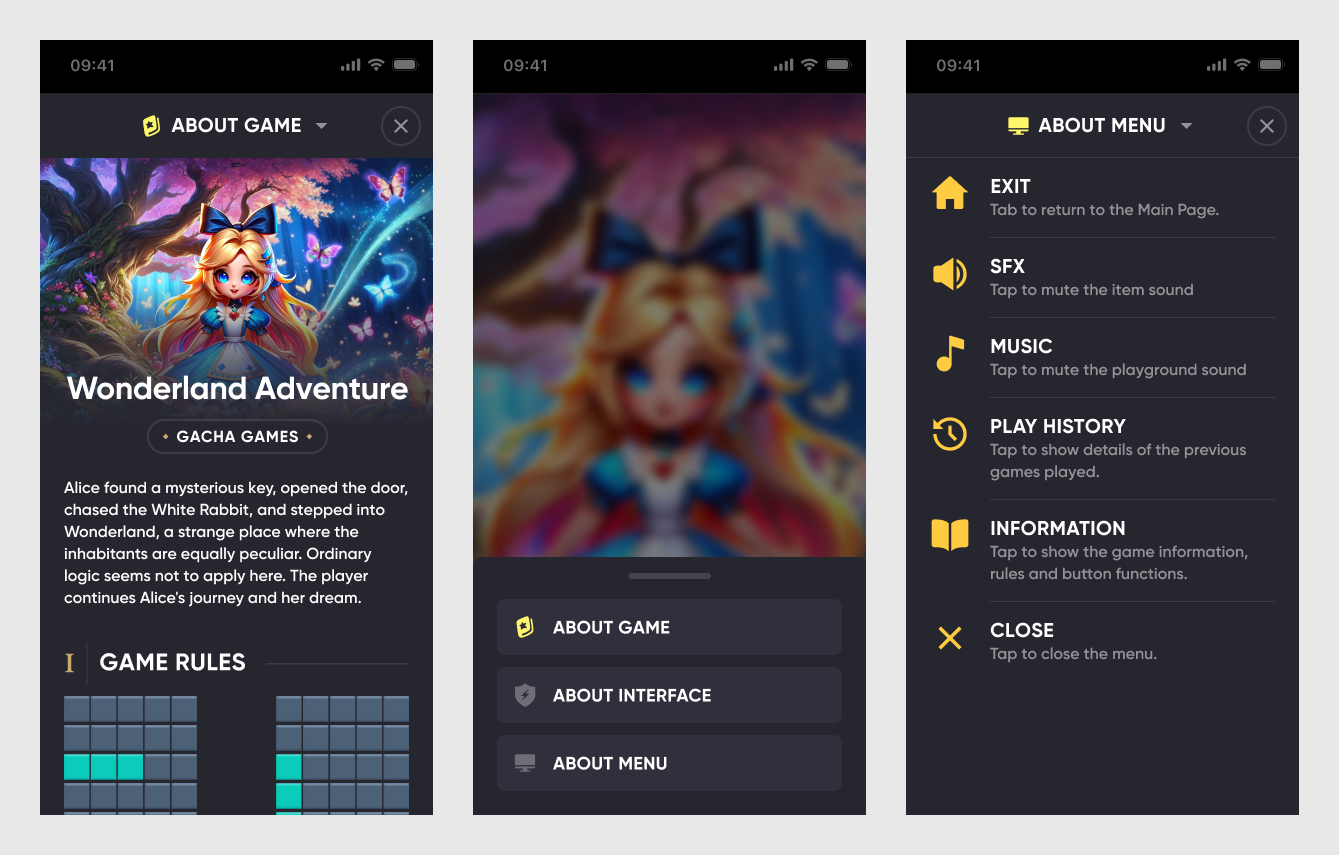 09:41
ABOUT GAME
Wonderland Adventure
GACHA GAMES
Alice found a mysterious key, opened the door,
chased the White Rabbit, and stepped into
Wonderland, a strange place where the
inhabitants are equally peculiar. Ordinary
logic seems not to apply here. The player
continues Alice's journey and her dream.
I GAME RULES
09:41
ABOUT GAME
ABOUT INTERFACE
ABOUT MENU
09:41
ABOUT MENU
EXIT
Tab to return to the Main Page.
SFX
Tap to mute the item sound
MUSIC
Tap to mute the playground sound
PLAY HISTORY
Tap to show details of the previous
games played.
INFORMATION
Tap to show the game information,
rules and button functions.
CLOSE
Tap to close the menu.